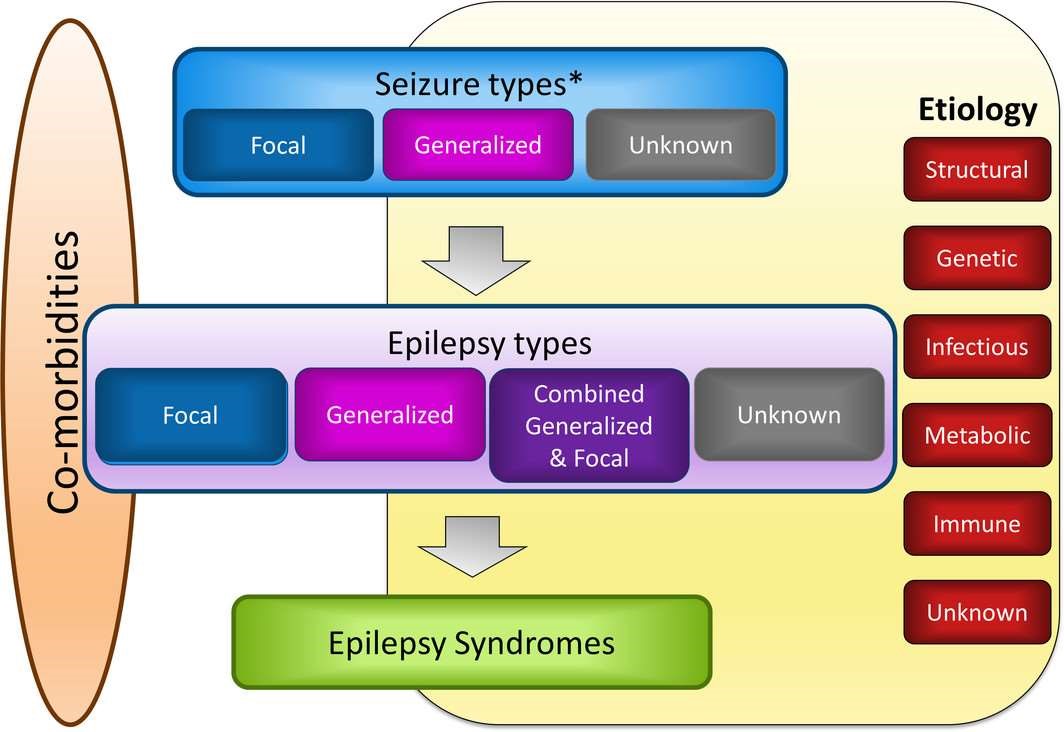 Co-morbidities
Seizure types*
Focal
Generalized
Unknown
Epilepsy types
Focal
Generalized
Combined
Generalized
& Focal
Unknown
Epilepsy Syndromes
Etiology
Structural
Genetic
Infectious
Metabolic
Immune
Unknown